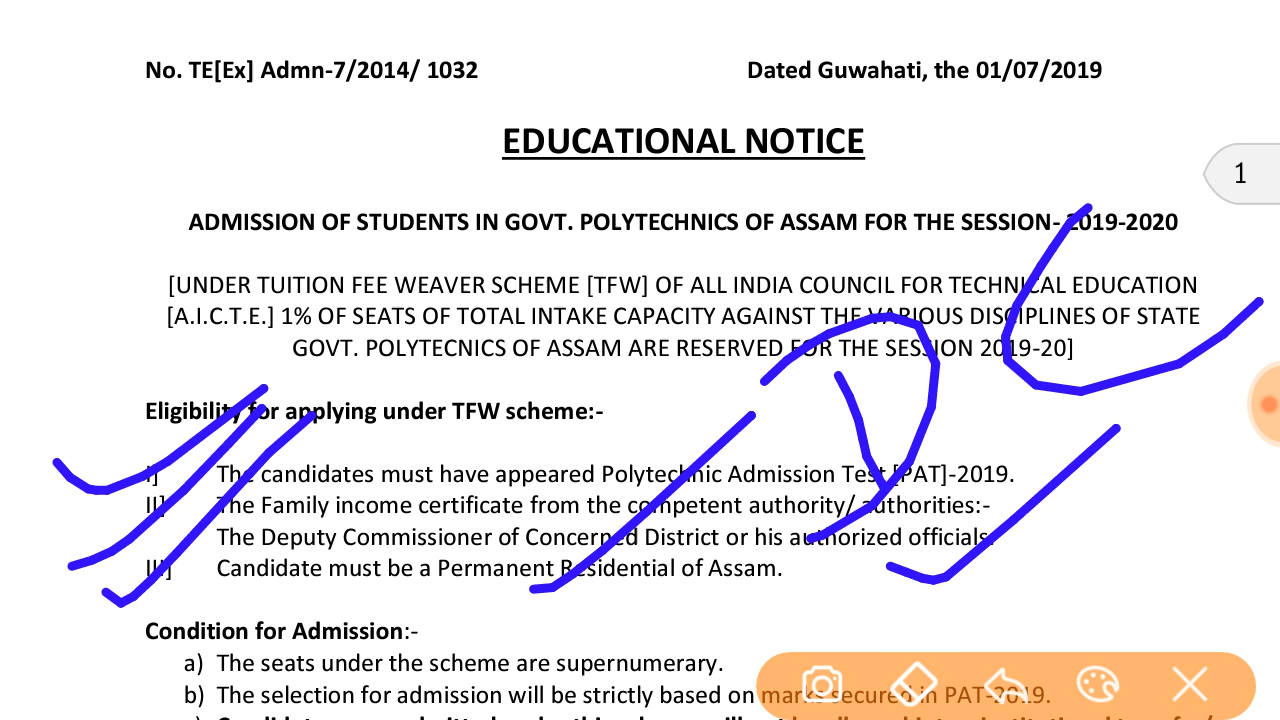 No. TE[Ex] Admn-7/2014/ 1032 Dated Guwahati, the 01/07/2019
EDUCATIONAL NOTICE
1
ADMISSION OF STUDENTS IN GOVT. POLYTECHNICS OF ASSAM FOR THE SESSION- 2019-2020
[UNDER TUITION FEE WEAVER SCHEME [TFW] OF ALL INDIA COUNCIL FOR TECHNICAL EDUCATION
[A.I.C.T.E.] 1% OF SEATS OF TOTAL INTAKE CAPACITY AGAINST THE VARIOUS DISCIPLINES OF STATE
GOVT. POLYTECNICS OF ASSAM ARE RESERVED FOR THE SESSION 2019-20]
Eligibility for applying under TFW scheme:-
I] The candidates must have appeared Polytechnic Admission Test [PAT]-2019.
II] The Family income certificate from the competent authority/ authorities:-
The Deputy Commissioner of Concerned District or his authorized officials.
III] Candidate must be a Permanent Residential of Assam.
Condition for Admission:-
a) The seats under the scheme are supernumerary.
b) The selection for admission will be strictly based on marks secured in PAT-2019.